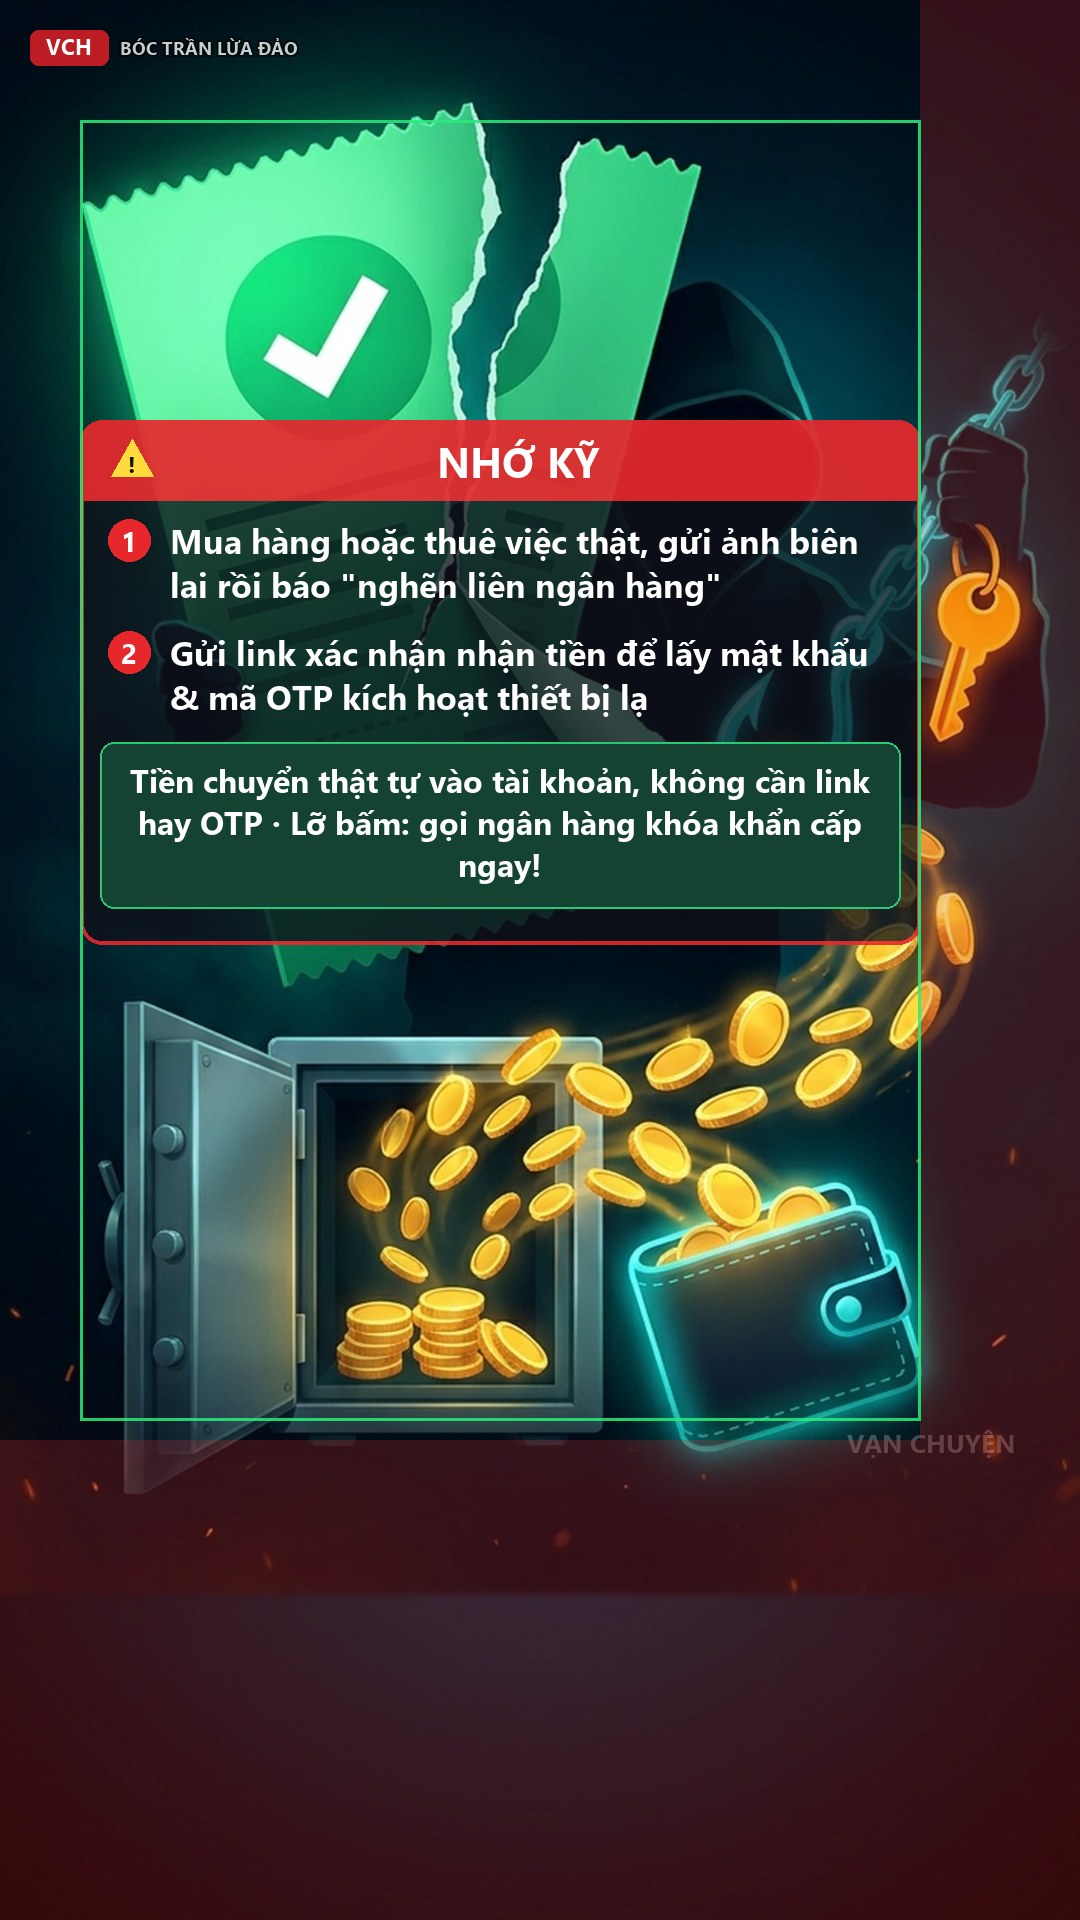 VCH BÓC TRẦN LỪA ĐẢO
NHỚ KỸ
1 Mua hàng hoặc thuê việc thật, gửi ảnh biên
lai rồi báo "nghẽn liên ngân hàng"
2 Gửi link xác nhận nhận tiền để lấy mật khẩu
& mã OTP kích hoạt thiết bị lạ
Tiền chuyển thật tự vào tài khoản, không cần link
hay OTP · Lỡ bấm: gọi ngân hàng khóa khẩn cấp
ngay!
VẠN CHUYỆN